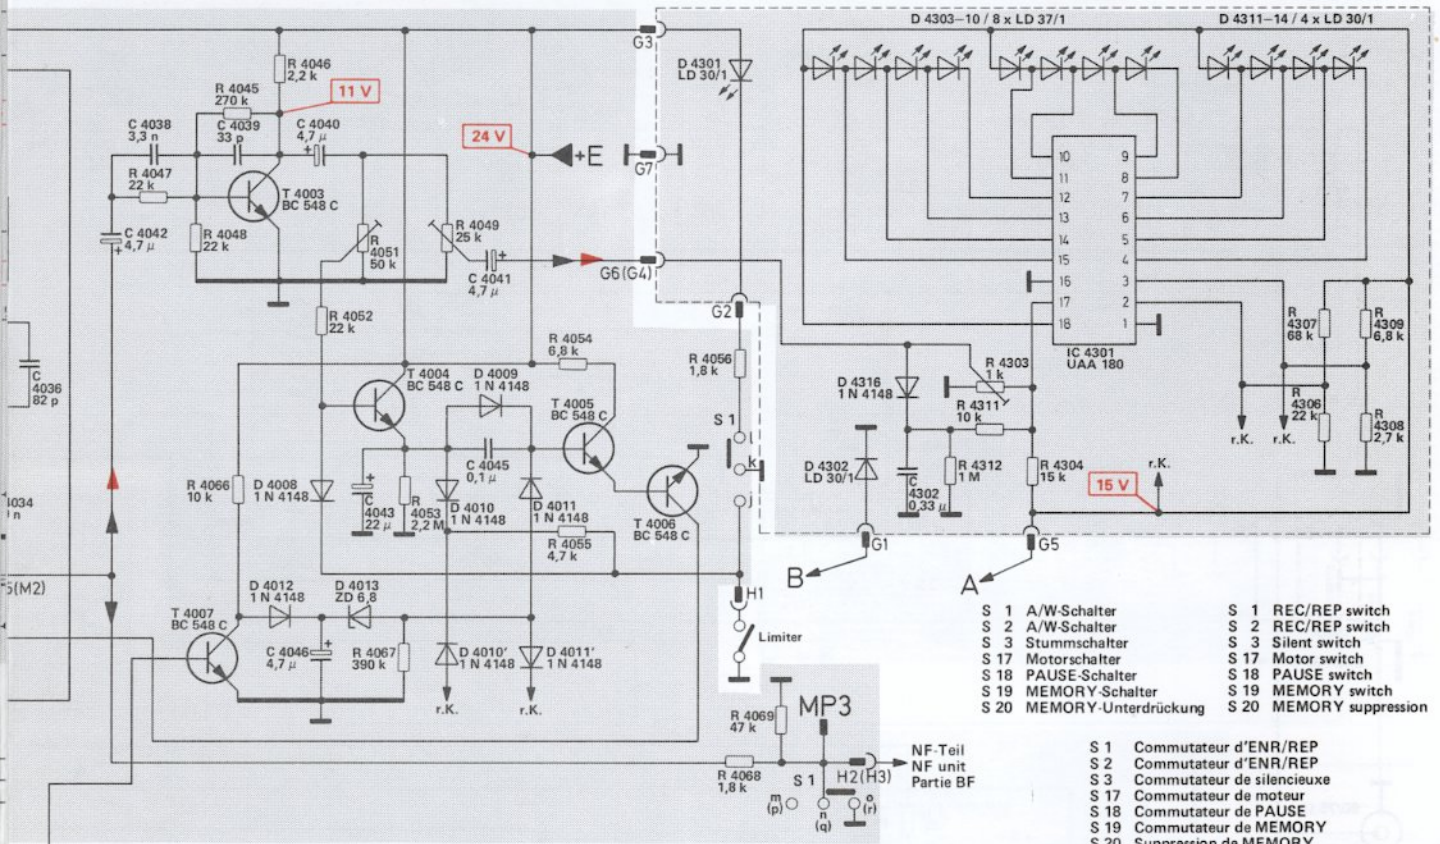 D 4303-10 / 8 x LD 37/1
D 4311-14 / 4 x LD 30/1
G3
D 4301
LD 30/1
R 4046
2,2 k
R 4045
270 k
11 V
C 4038
3,3 n
C 4039
33 p
C 4040
4,7 μ
+
24 V
+E
G7
R 4047
22 k
T 4003
BC 548 C
C 4042
4,7 μ
+
R 4048
22 k
R
4051
50 k
R 4049
25 k
+
C 4041
4,7 μ
G6(G4)
10
11
12
13
14
15
16
17
18
9
8
7
6
5
4
3
2
1
IC 4301
UAA 180
G2
R 4052
22 k
R 4054
6,8 k
R 4056
1,8 k
R
4307
68 k
R
4309
6,8 k
C
4036
82 p
T 4004
BC 548 C
D 4009
1 N 4148
T 4005
BC 548 C
D 4316
1 N 4148
R 4303
1 k
R 4311
10 k
R
4306
22 k
R
4308
2,7 k
r.K.
r.K.
S 1
k
j
C 4045
0,1 μ
R 4066
10 k
D 4008
1 N 4148
+
C
4043
22 μ
R
4053
2,2 M
D 4010
1 N 4148
D 4011
1 N 4148
T 4006
BC 548 C
R 4055
4,7 k
D 4302
LD 30/1
C
4302
0,33 μ
R 4312
1 M
R 4304
15 k
15 V
r.K.
4034
n
G1
G5
B
A
5(M2)
H1
Limiter
T 4007
BC 548 C
D 4012
1 N 4148
D 4013
ZD 6,8
C 4046
4,7 μ
+
R 4067
390 k
D 4010'
1 N 4148
D 4011'
1 N 4148
r.K.
r.K.
S 1 A/W-Schalter
S 2 A/W-Schalter
S 3 Stummschalter
S 17 Motorschalter
S 18 PAUSE-Schalter
S 19 MEMORY-Schalter
S 20 MEMORY-Unterdrückung
S 1 REC/REP switch
S 2 REC/REP switch
S 3 Silent switch
S 17 Motor switch
S 18 PAUSE switch
S 19 MEMORY switch
S 20 MEMORY suppression
R 4069
47 k
MP3
R 4068
1,8 k
S 1
H2(H3)
m
(p)
n
(q)
o
(r)
NF-Teil
NF unit
Partie BF
S 1 Commutateur d'ENR/REP
S 2 Commutateur d'ENR/REP
S 3 Commutateur de silencieuxe
S 17 Commutateur de moteur
S 18 Commutateur de PAUSE
S 19 Commutateur de MEMORY
S 20 Suppression de MEMORY